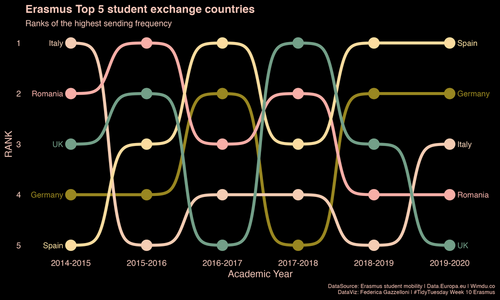 Erasmus Top 5 student exchange countries
Ranks of the highest sending frequency
RANK
1
2
3
4
5
Italy
Romania
UK
Germany
Spain
Spain
Germany
Italy
Romania
UK
2014-2015
2015-2016
2016-2017
2017-2018
2018-2019
2019-2020
Academic Year
DataSource: Erasmus student mobility | Data.Europa.eu | Wimdu.co
DataViz: Federica Gazzelloni | #TidyTuesday Week 10 Erasmus